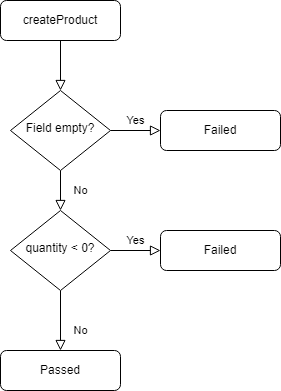 createProduct
Field empty?
Yes
Failed
No
quantity < 0?
Yes
Failed
No
Passed